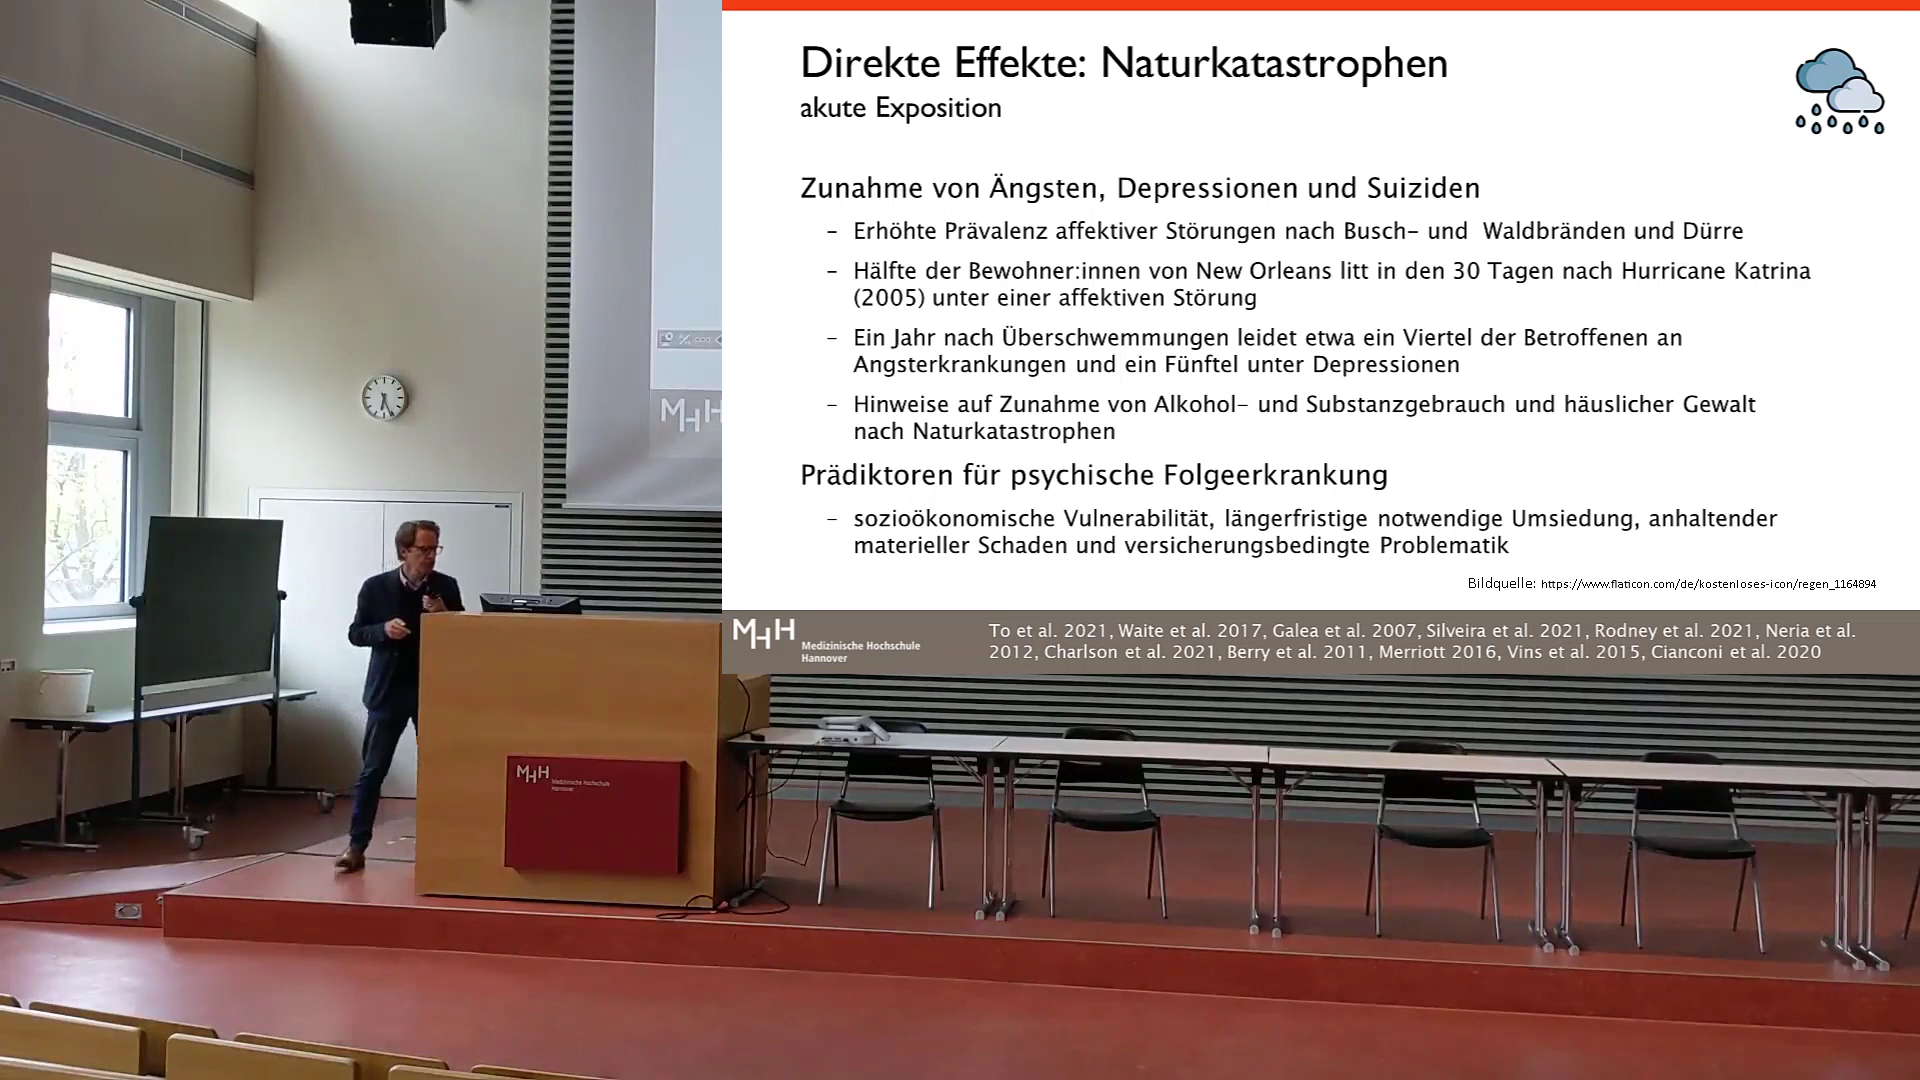 Direkte Effekte: Naturkatastrophen
akute Exposition
Zunahme von Ängsten, Depressionen und Suiziden
– Erhöhte Prävalenz affektiver Störungen nach Busch– und  Waldbränden und Dürre
– Hälfte der Bewohner:innen von New Orleans litt in den 30 Tagen nach Hurricane Katrina
(2005) unter einer affektiven Störung
– Ein Jahr nach Überschwemmungen leidet etwa ein Viertel der Betroffenen an
Angsterkrankungen und ein Fünftel unter Depressionen
– Hinweise auf Zunahme von Alkohol– und Substanzgebrauch und häuslicher Gewalt
nach Naturkatastrophen
Prädiktoren für psychische Folgeerkrankung
– sozioökonomische Vulnerabilität, längerfristige notwendige Umsiedung, anhaltender
materieller Schaden und versicherungsbedingte Problematik
Bildquelle: https://www.flaticon.com/de/kostenloses-icon/regen_1164894
MHH
Medizinische Hochschule
Hannover
To et al. 2021, Waite et al. 2017, Galea et al. 2007, Silveira et al. 2021, Rodney et al. 2021, Neria et al.
2012, Charlson et al. 2021, Berry et al. 2011, Merriott 2016, Vins et al. 2015, Cianconi et al. 2020
MHH
MHH
Medizinische Hochschule
Hannover